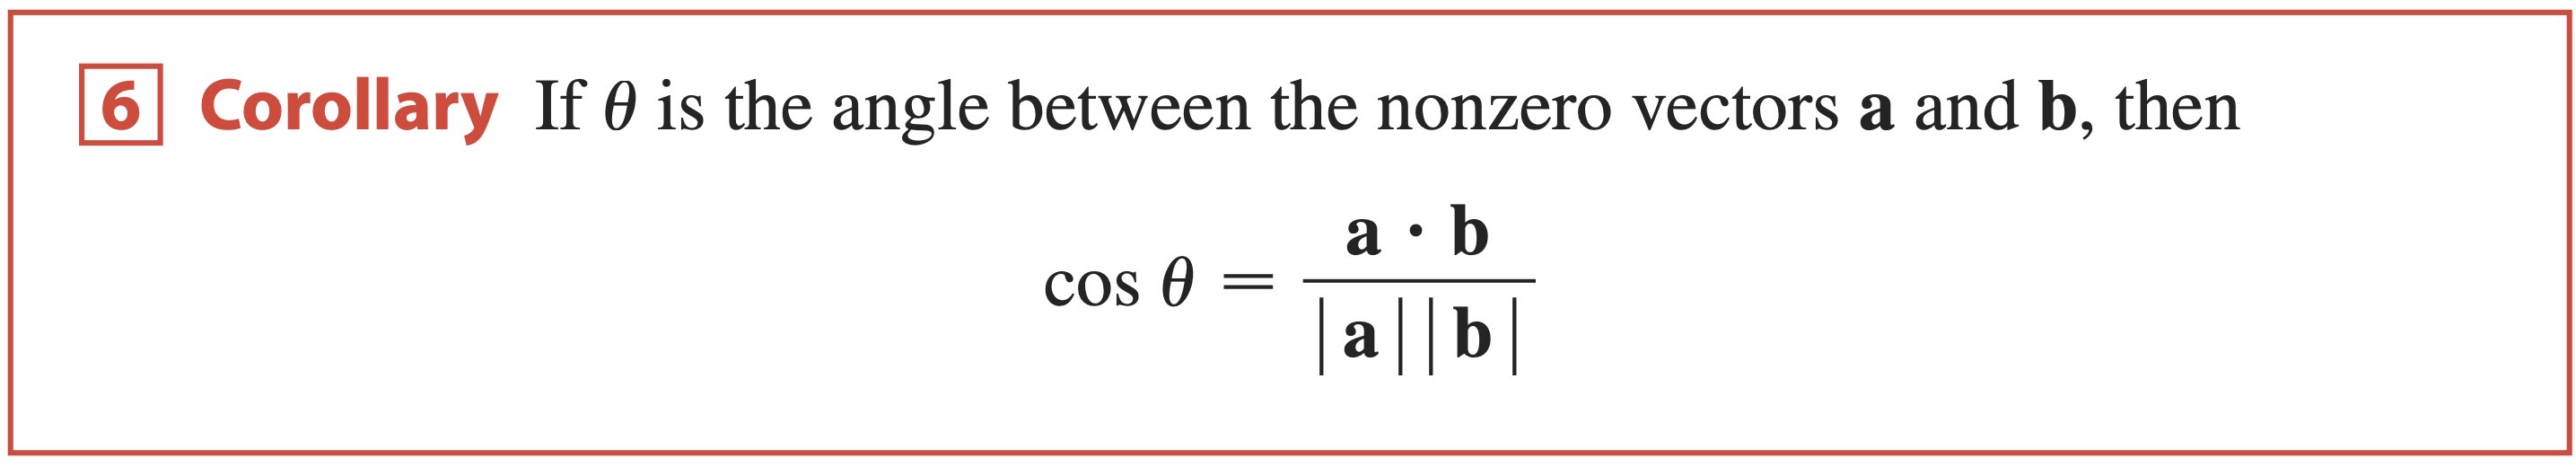 6 Corollary If θ is the angle between the nonzero vectors a and b, then
cos θ = a · b / |a||b|